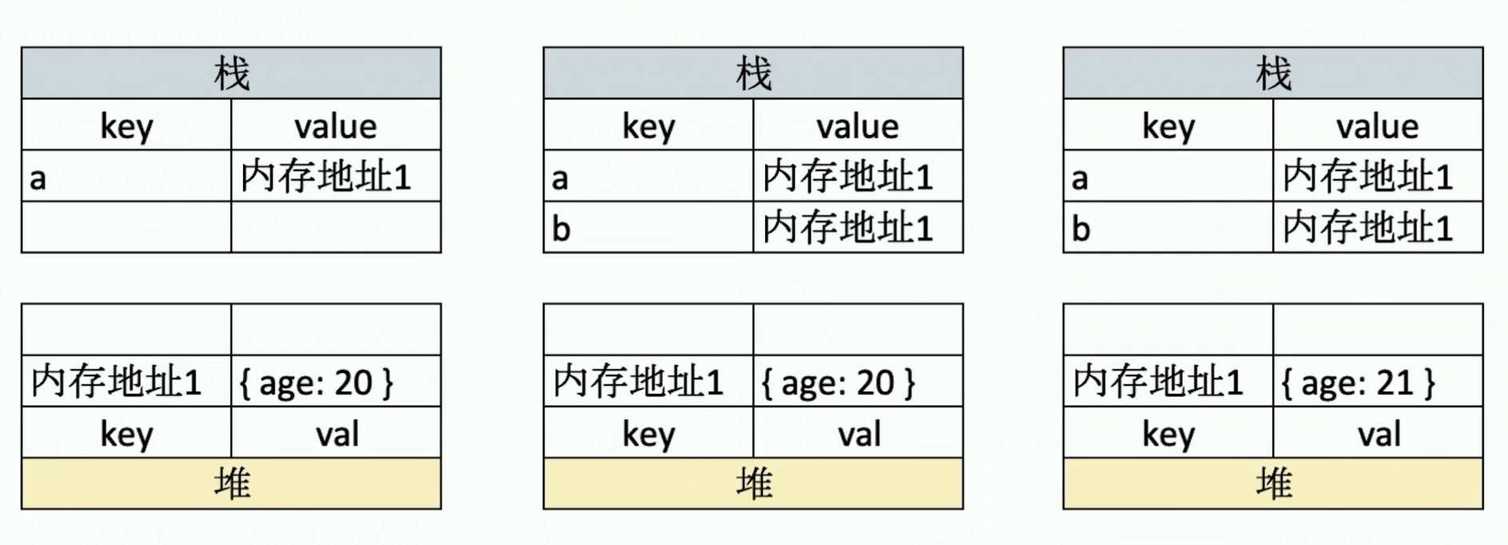 栈
key value
a 内存地址1
内存地址1 { age: 20 }
key val
堆
栈
key value
a 内存地址1
b 内存地址1
内存地址1 { age: 20 }
key val
堆
栈
key value
a 内存地址1
b 内存地址1
内存地址1 { age: 21 }
key val
堆